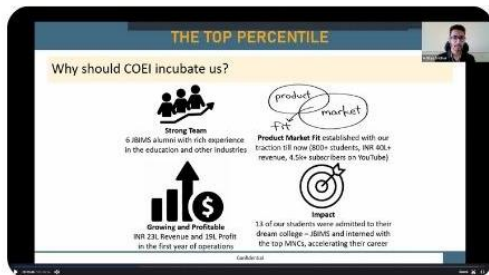 THE TOP PERCENTILE
Why should COEI incubate us?
product
market
fit
Strong Team
6 JBIMS alumni with rich experience
in the education and other industries
Product Market Fit established with our
traction till now (800+ students, INR 40L+
revenue, 4.5k+ subscribers on YouTube)
Growing and Profitable
INR 23L Revenue and 19L Profit
in the first year of operations
Impact
13 of our students were admitted to their
dream college – JBIMS and interned with
the top MNCs, accelerating their career
Confidential